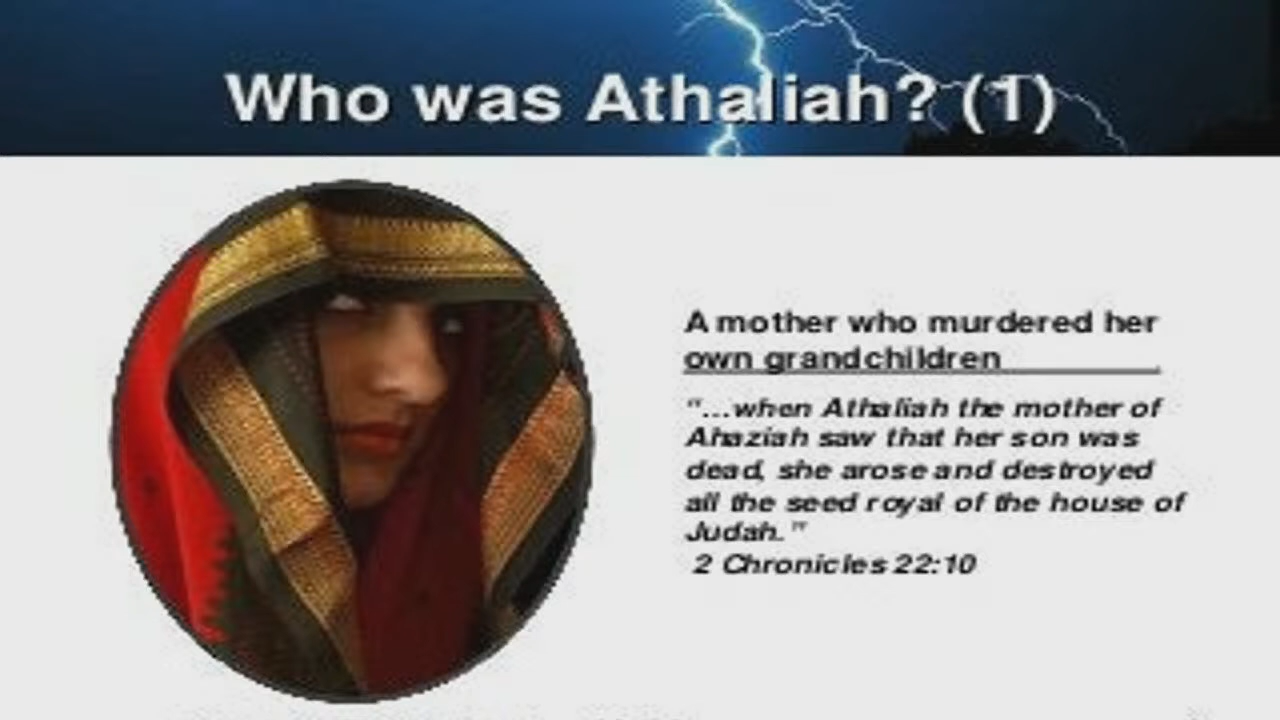 Who was Athaliah? (1)
A mother who murdered her
own grandchildren
"...when Athaliah the mother of
Ahaziah saw that her son was
dead, she arose and destroyed
all the seed royal of the house of
Judah."
2 Chronicles 22:10